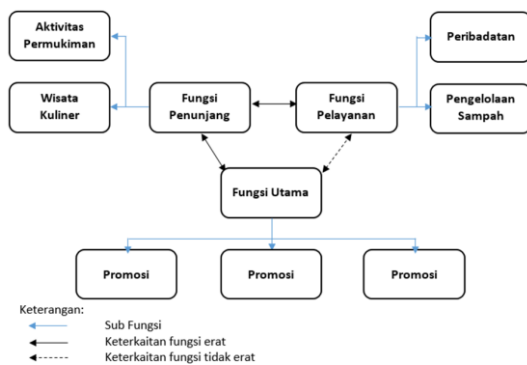 Aktivitas
Permukiman
Peribadatan
Wisata
Kuliner
Fungsi
Penunjang
Fungsi
Pelayanan
Pengelolaan
Sampah
Fungsi Utama
Promosi
Promosi
Promosi
Keterangan:
Sub Fungsi
Keterkaitan fungsi erat
Keterkaitan fungsi tidak erat